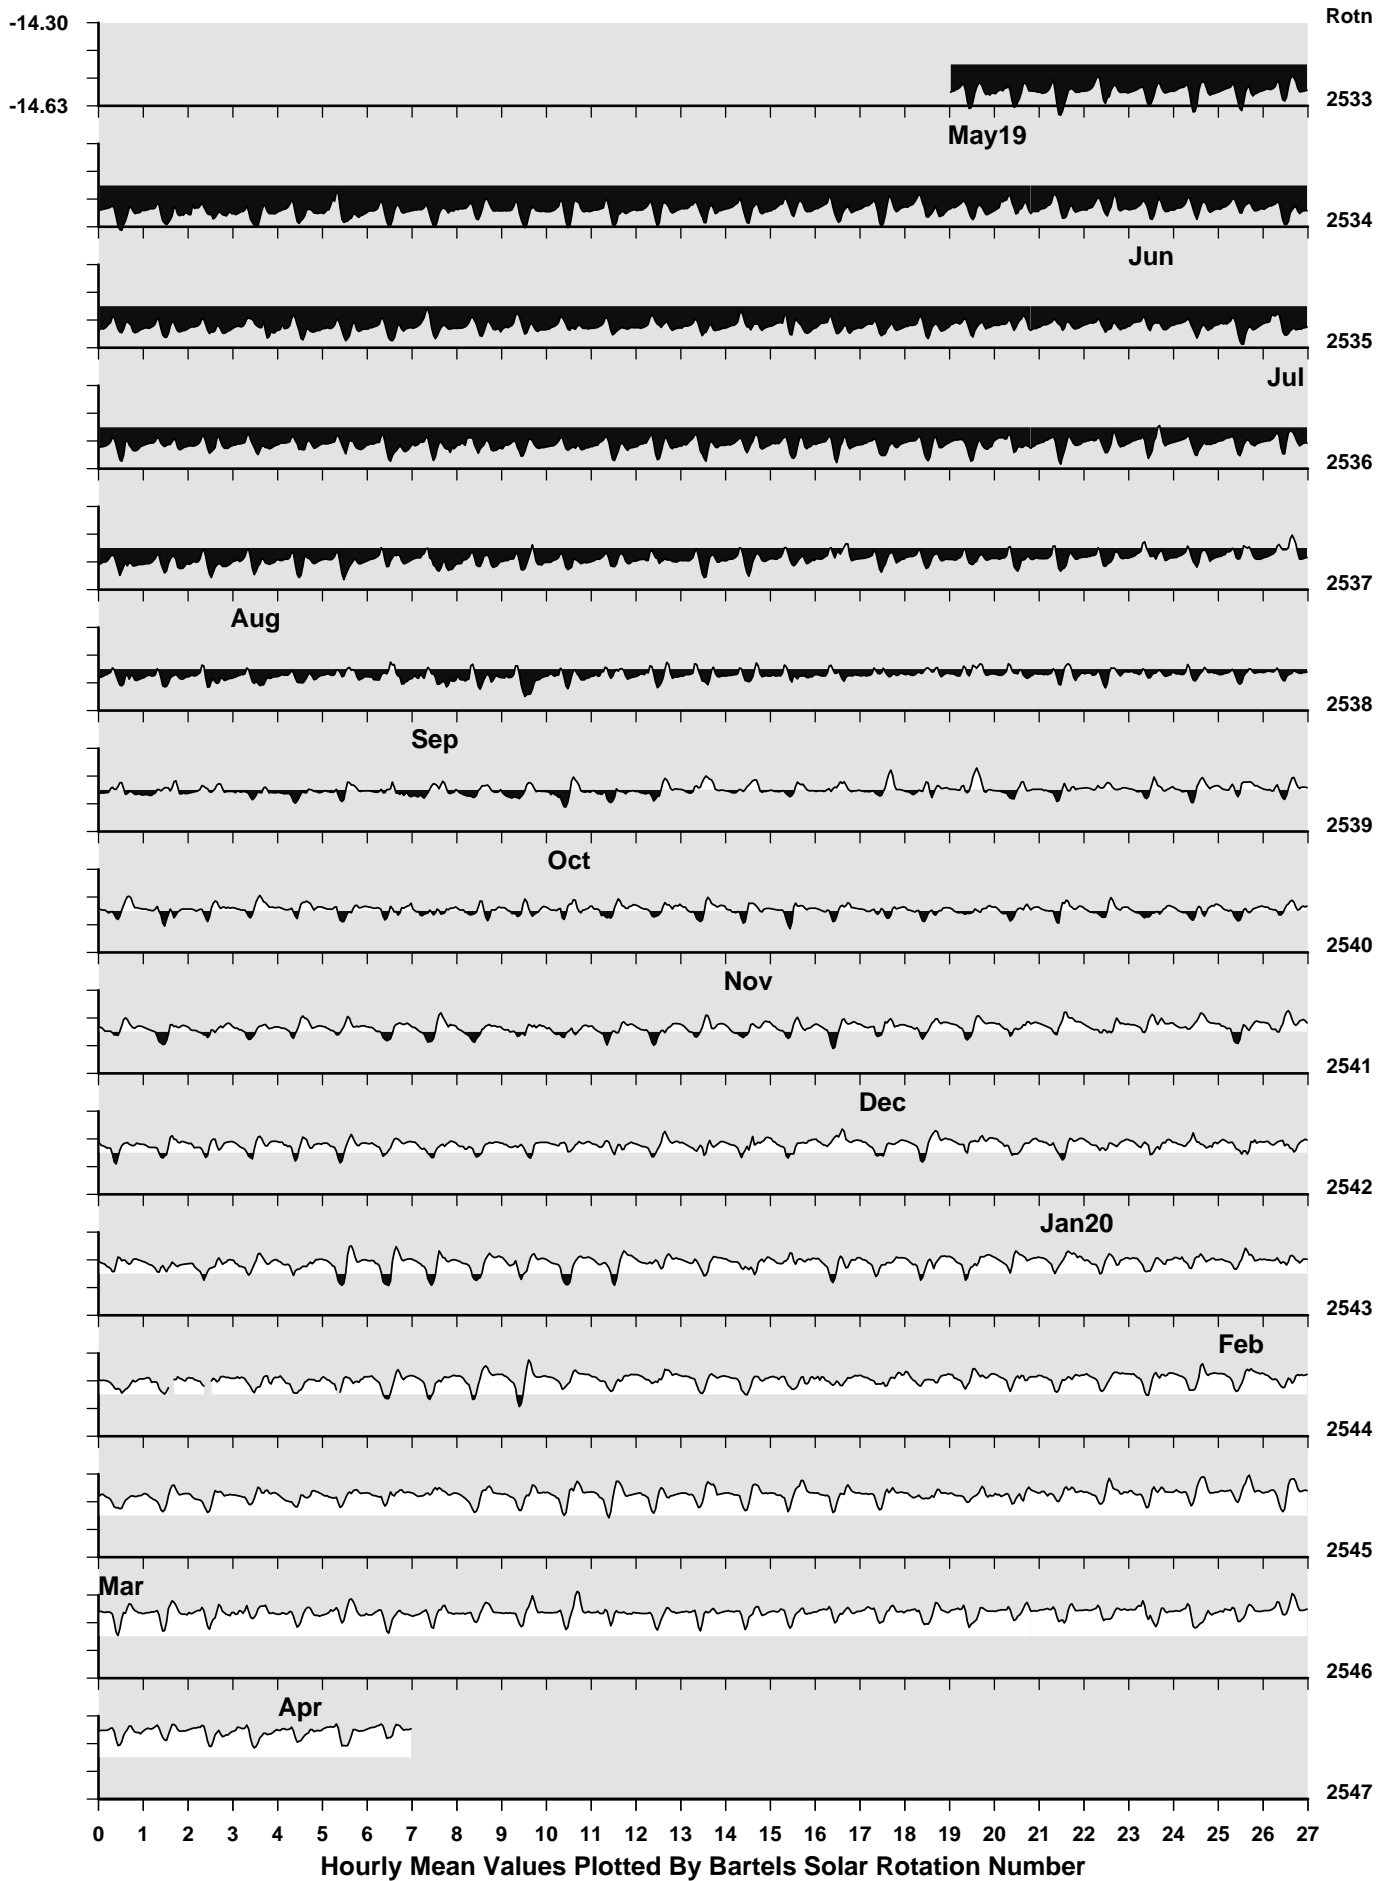 -14.30
Rotn
-14.63
2533
May19
2534
Jun
2535
Jul
2536
2537
Aug
2538
Sep
2539
Oct
2540
Nov
2541
Dec
2542
Jan20
2543
Feb
2544
2545
Mar
2546
Apr
2547
0 1 2 3 4 5 6 7 8 9 10 11 12 13 14 15 16 17 18 19 20 21 22 23 24 25 26 27
Hourly Mean Values Plotted By Bartels Solar Rotation Number